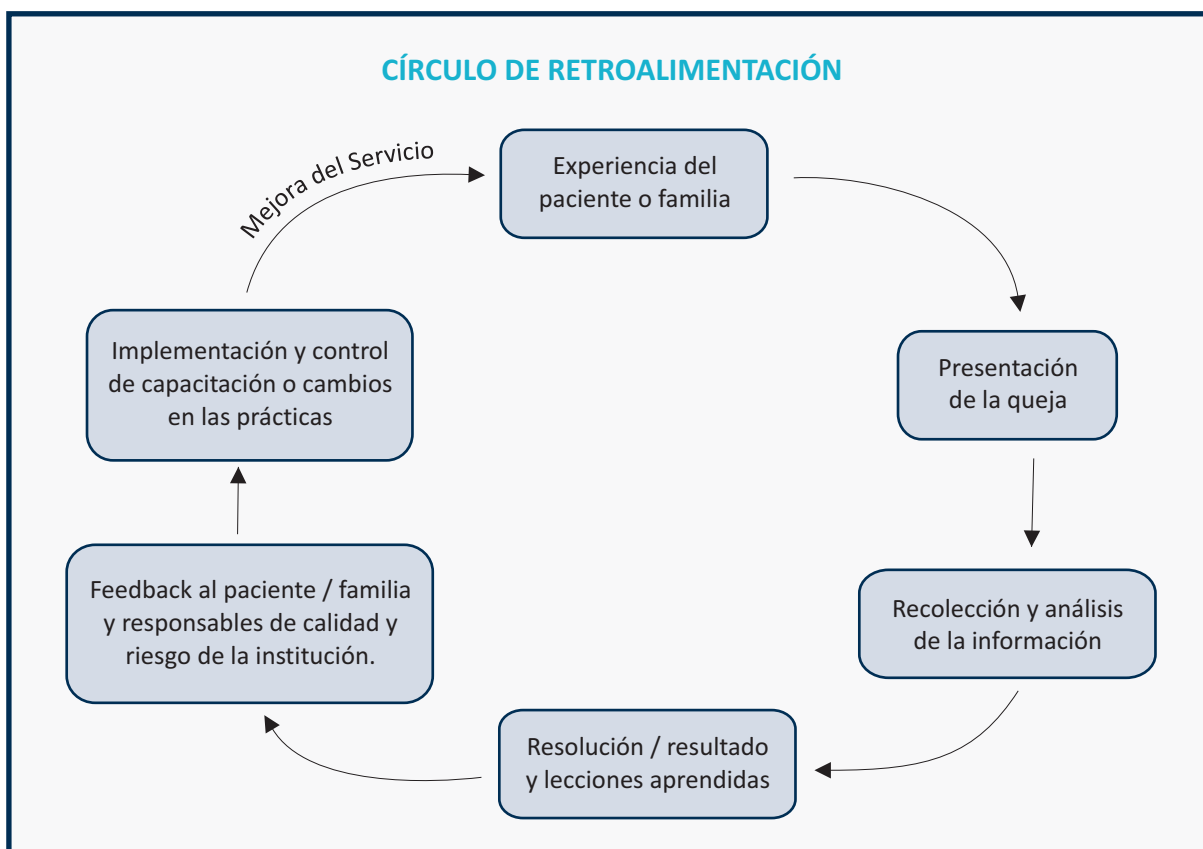 CÍRCULO DE RETROALIMENTACIÓN
Mejora del Servicio
Experiencia del
paciente o familia
Presentación
de la queja
Recolección y análisis
de la información
Resolución / resultado
y lecciones aprendidas
Feedback al paciente / familia
y responsables de calidad y
riesgo de la institución.
Implementación y control
de capacitación o cambios
en las prácticas